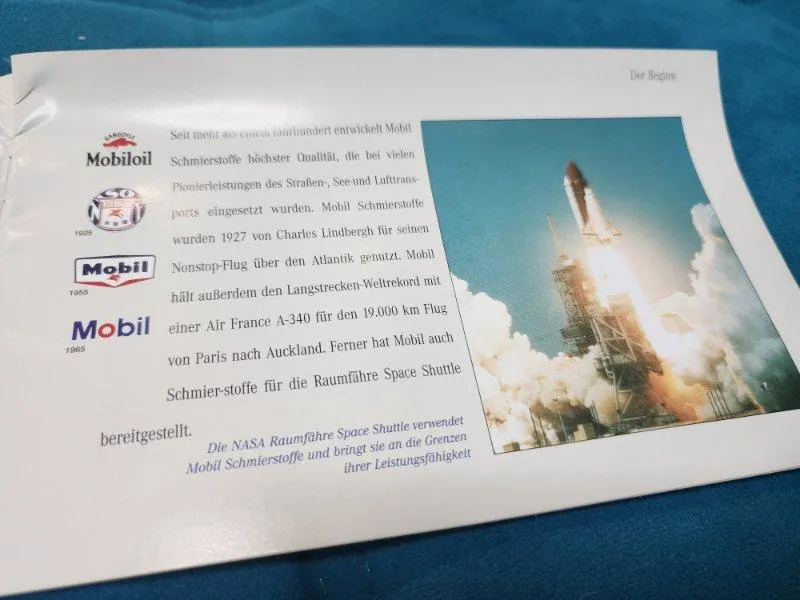 Der Beginn
GARGOYLE
Mobiloil
SO
N
1925
Mobil
1955
Mobil
1965
Seit mehr als einem Jahrhundert entwickelt Mobil
Schmierstoffe höchster Qualität, die bei vielen
Pionierleistungen des Straßen-, See-und Lufttrans-
ports eingesetzt wurden. Mobil Schmierstoffe
wurden 1927 von Charles Lindbergh für seinen
Nonstop-Flug über den Atlantik genutzt. Mobil
hält außerdem den Langstrecken-Weltrekord mit
einer Air France A-340 für den 19.000 km Flug
von Paris nach Auckland. Ferner hat Mobil auch
Schmier-stoffe für die Raumfähre Space Shuttle
bereitgestellt.
Die NASA Raumfähre Space Shuttle verwendet
Mobil Schmierstoffe und bringt sie an die Grenzen
ihrer Leistungsfähigkeit